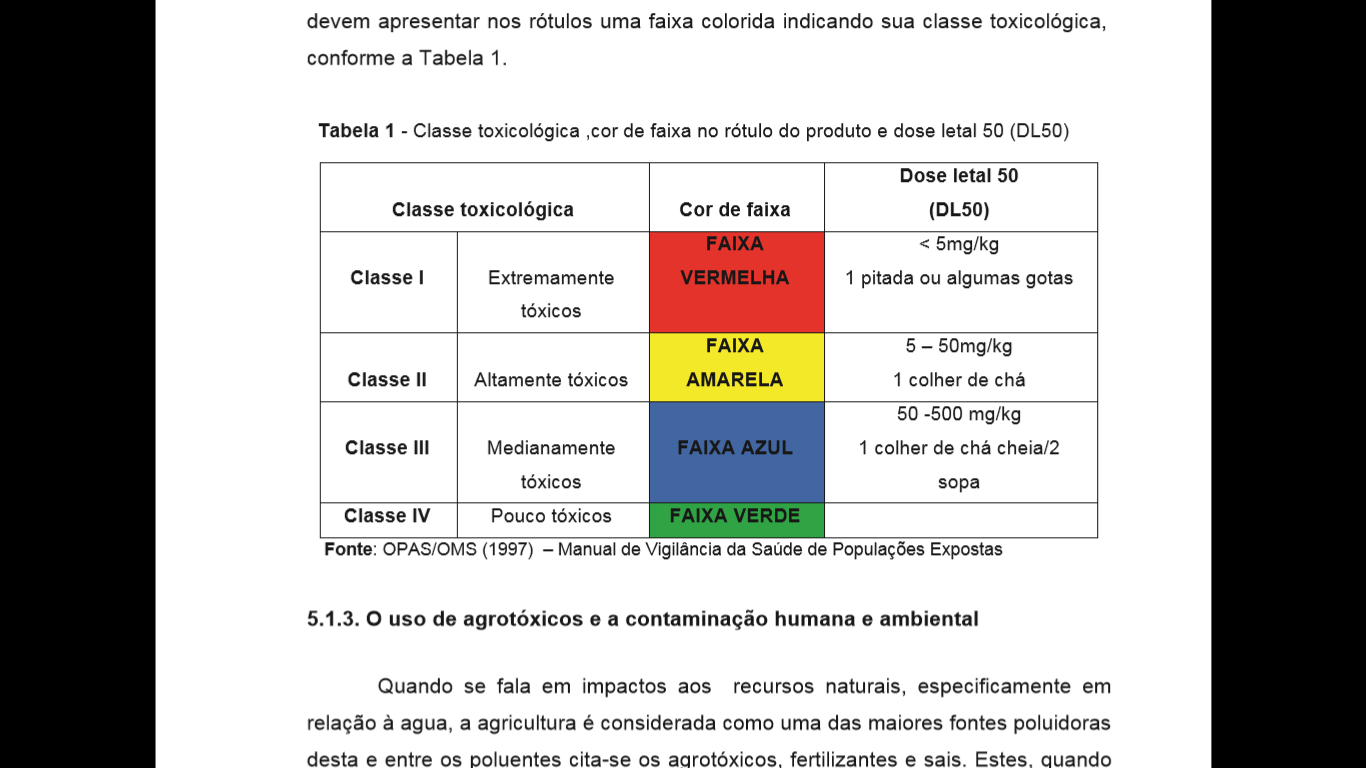 devem apresentar nos rótulos uma faixa colorida indicando sua classe toxicológica,
conforme a Tabela 1.
Tabela 1 - Classe toxicológica ,cor de faixa no rótulo do produto e dose letal 50 (DL50)
Classe toxicológica
Cor de faixa
Dose letal 50
(DL50)
Classe I
Extremamente
tóxicos
FAIXA
VERMELHA
< 5mg/kg
1 pitada ou algumas gotas
Classe II
Altamente tóxicos
FAIXA
AMARELA
5 – 50mg/kg
1 colher de chá
Classe III
Medianamente
tóxicos
FAIXA AZUL
50 -500 mg/kg
1 colher de chá cheia/2
sopa
Classe IV
Pouco tóxicos
FAIXA VERDE
Fonte: OPAS/OMS (1997) – Manual de Vigilância da Saúde de Populações Expostas
5.1.3. O uso de agrotóxicos e a contaminação humana e ambiental
Quando se fala em impactos aos recursos naturais, especificamente em
relação à agua, a agricultura é considerada como uma das maiores fontes poluidoras
desta e entre os poluentes cita-se os agrotóxicos, fertilizantes e sais. Estes, quando